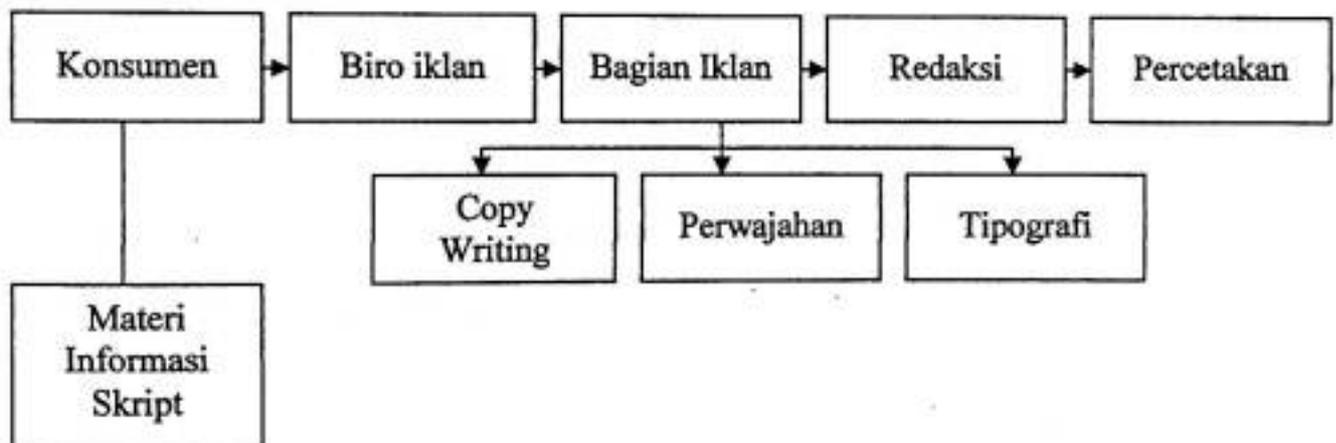 Konsumen
Biro iklan
Bagian Iklan
Redaksi
Percetakan
Copy
Writing
Perwajahan
Tipografi
Materi
Informasi
Skript